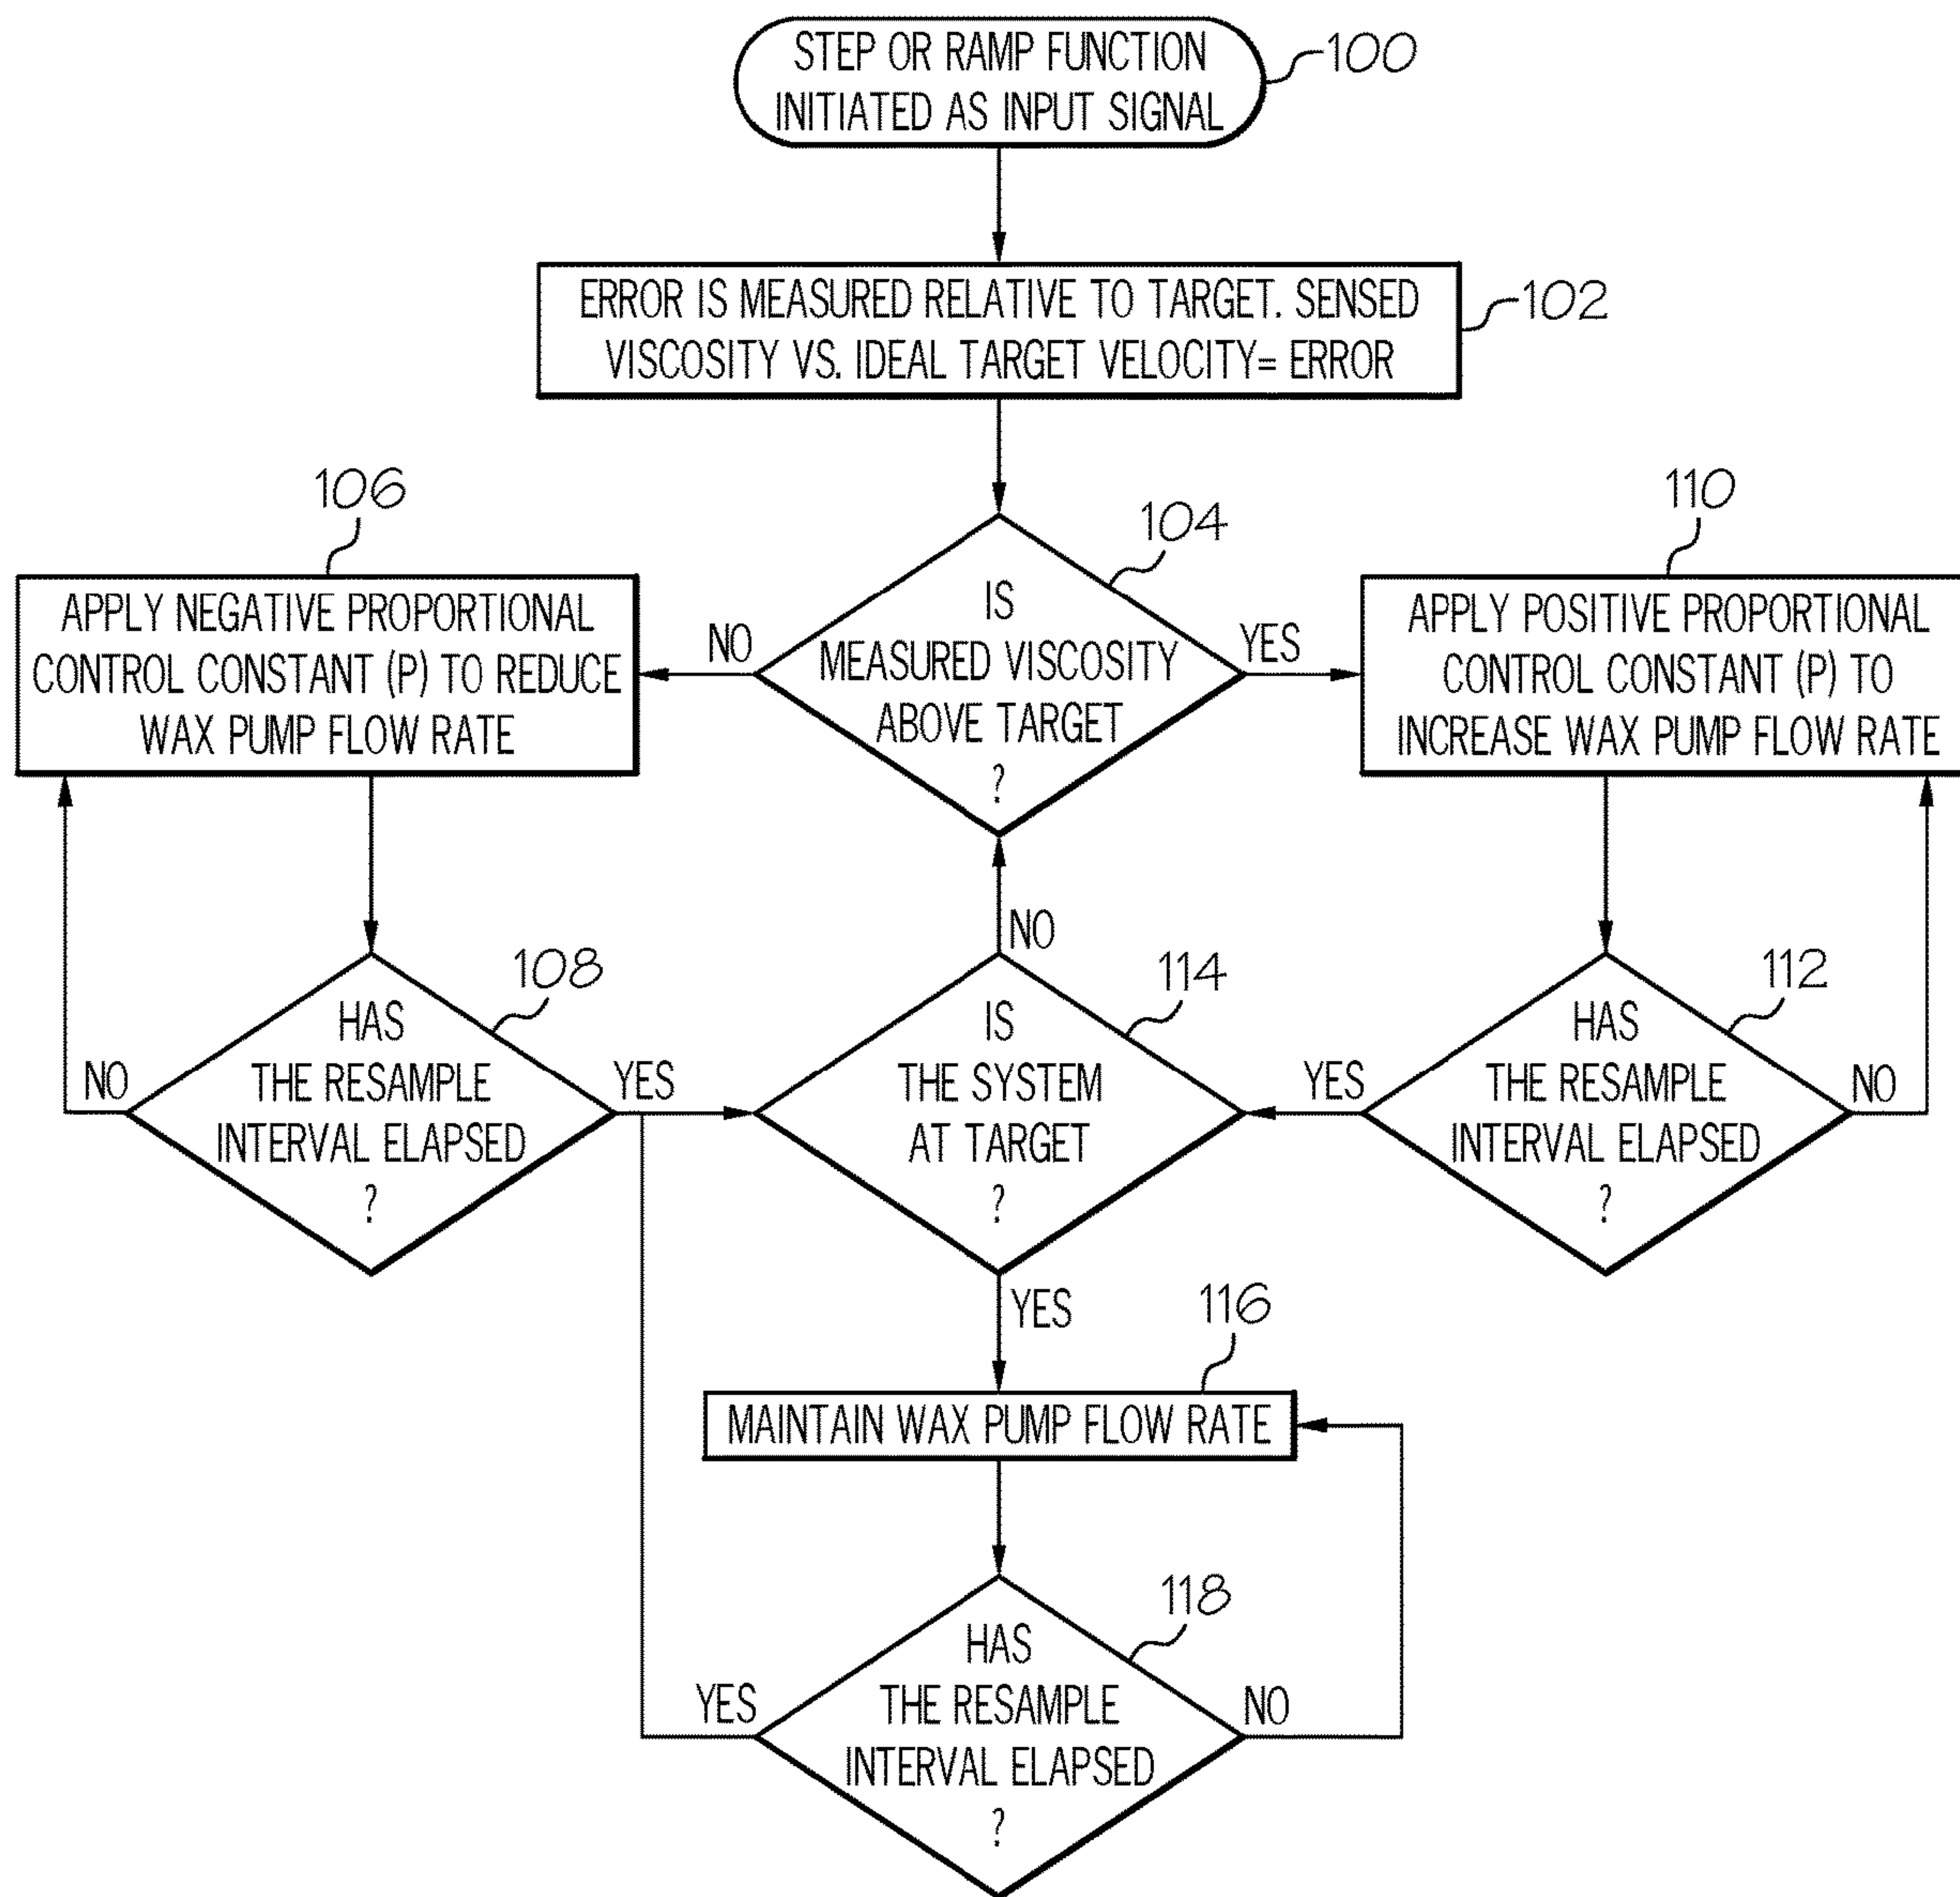 STEP OR RAMP FUNCTION
INITIATED AS INPUT SIGNAL
100
ERROR IS MEASURED RELATIVE TO TARGET. SENSED
VISCOSITY VS. IDEAL TARGET VELOCITY= ERROR
102
106
APPLY NEGATIVE PROPORTIONAL
CONTROL CONSTANT (P) TO REDUCE
WAX PUMP FLOW RATE
NO
104
IS
MEASURED VISCOSITY
ABOVE TARGET
?
YES
110
APPLY POSITIVE PROPORTIONAL
CONTROL CONSTANT (P) TO
INCREASE WAX PUMP FLOW RATE
NO
108
HAS
THE RESAMPLE
INTERVAL ELAPSED
?
YES
NO
114
IS
THE SYSTEM
AT TARGET
?
YES
YES
112
HAS
THE RESAMPLE
INTERVAL ELAPSED
?
NO
116
MAINTAIN WAX PUMP FLOW RATE
118
YES
HAS
THE RESAMPLE
INTERVAL ELAPSED
?
NO